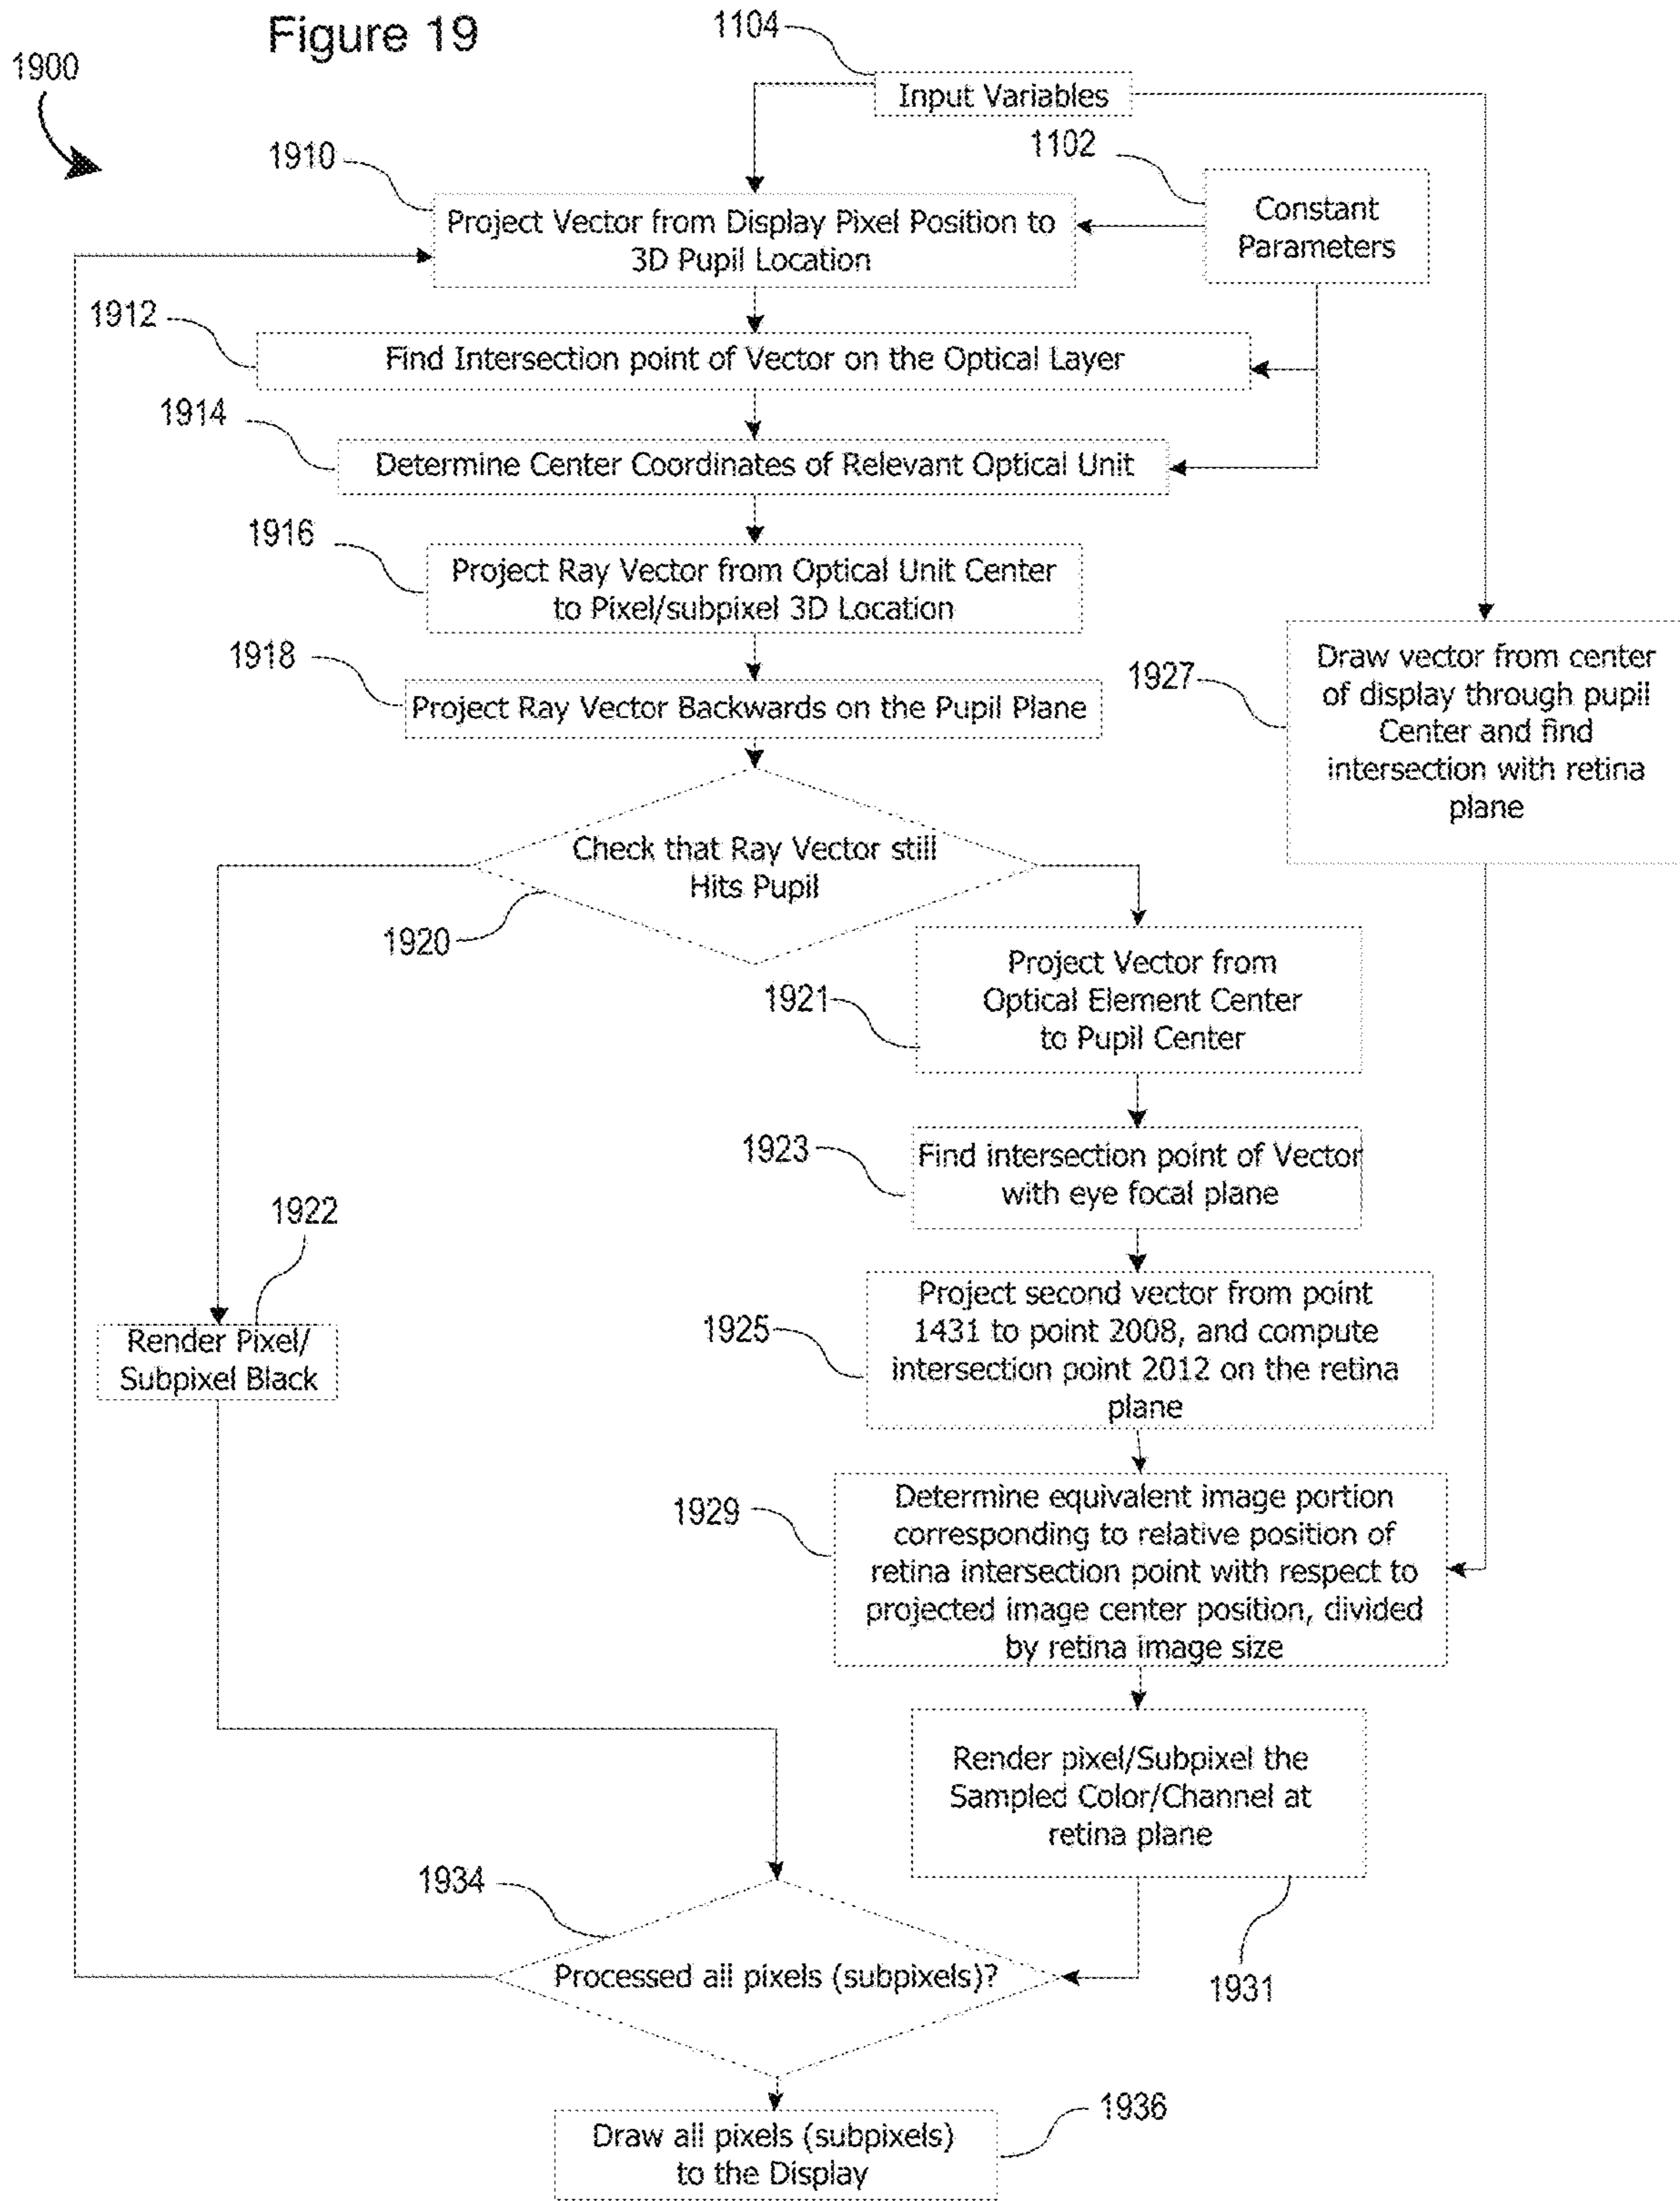 Figure 19
1900
1104
Input Variables
1102
Constant
Parameters
1910
Project Vector from Display Pixel Position to
3D Pupil Location
1912
Find Intersection point of Vector on the Optical Layer
1914
Determine Center Coordinates of Relevant Optical Unit
1916
Project Ray Vector from Optical Unit Center
to Pixel/subpixel 3D Location
1918
Project Ray Vector Backwards on the Pupil Plane
1927
Draw vector from center
of display through pupil
Center and find
intersection with retina
plane
Check that Ray Vector still
Hits Pupil
1920
1921
Project Vector from
Optical Element Center
to Pupil Center
1923
Find intersection point of Vector
with eye focal plane
1922
Render Pixel/
Subpixel Black
1925
Project second vector from point
1431 to point 2008, and compute
intersection point 2012 on the retina
plane
1929
Determine equivalent image portion
corresponding to relative position of
retina intersection point with respect to
projected image center position, divided
by retina image size
Render pixel/Subpixel the
Sampled Color/Channel at
retina plane
1931
1934
Processed all pixels (subpixels)?
1936
Draw all pixels (subpixels)
to the Display